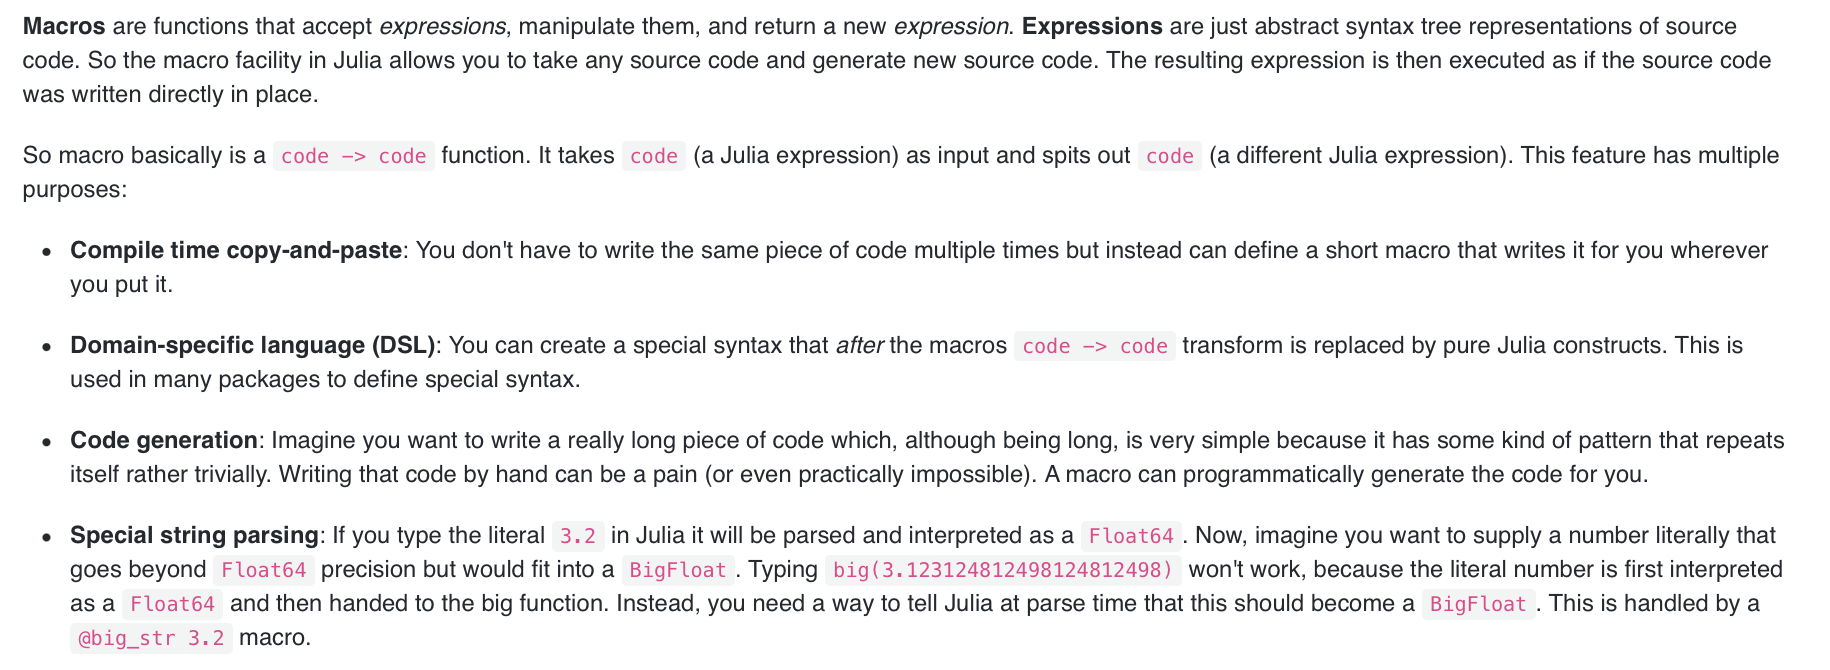 Macros are functions that accept expressions, manipulate them, and return a new expression. Expressions are just abstract syntax tree representations of source
code. So the macro facility in Julia allows you to take any source code and generate new source code. The resulting expression is then executed as if the source code
was written directly in place.
So macro basically is a code -> code function. It takes code (a Julia expression) as input and spits out code (a different Julia expression). This feature has multiple
purposes:
• Compile time copy-and-paste: You don't have to write the same piece of code multiple times but instead can define a short macro that writes it for you wherever
you put it.
• Domain-specific language (DSL): You can create a special syntax that after the macros code -> code transform is replaced by pure Julia constructs. This is
used in many packages to define special syntax.
• Code generation: Imagine you want to write a really long piece of code which, although being long, is very simple because it has some kind of pattern that repeats
itself rather trivially. Writing that code by hand can be a pain (or even practically impossible). A macro can programmatically generate the code for you.
• Special string parsing: If you type the literal 3.2 in Julia it will be parsed and interpreted as a Float64. Now, imagine you want to supply a number literally that
goes beyond Float64 precision but would fit into a BigFloat. Typing big(3.123124812498124812498) won't work, because the literal number is first interpreted
as a Float64 and then handed to the big function. Instead, you need a way to tell Julia at parse time that this should become a BigFloat. This is handled by a
@big_str 3.2 macro.